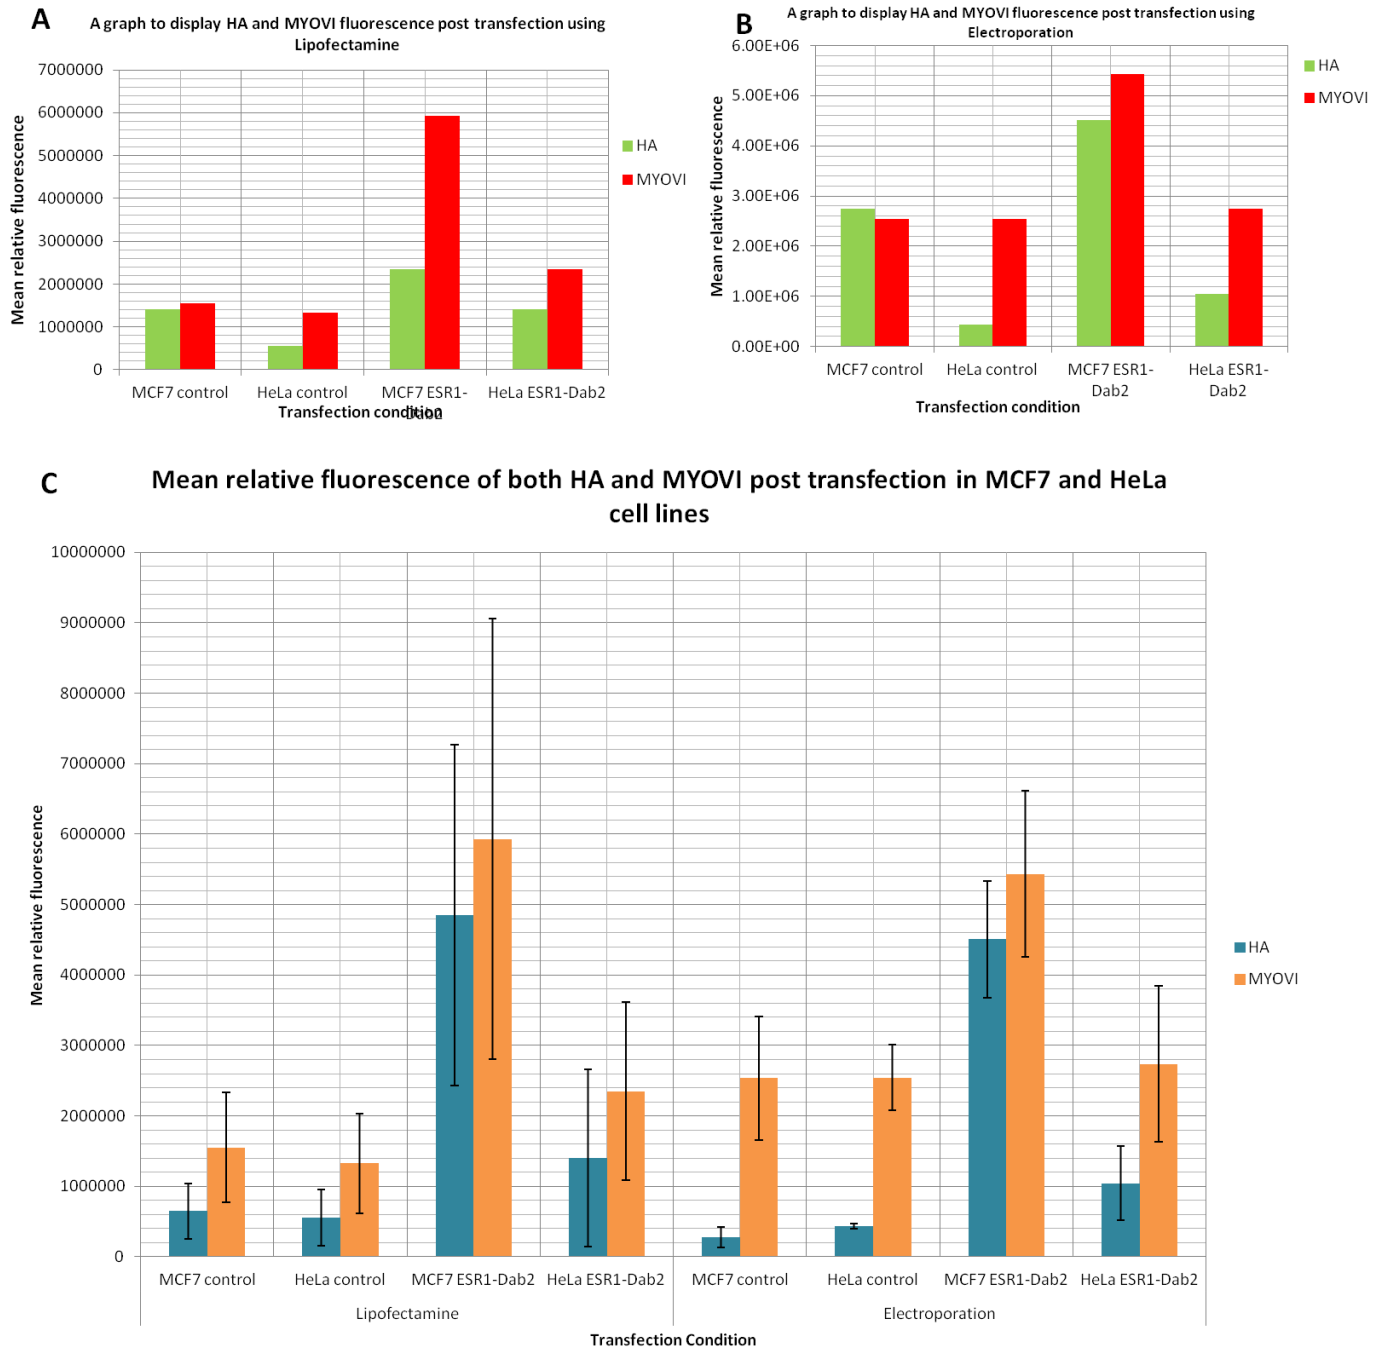 A
A graph to display HA and MYOVI fluorescence post transfection using
Lipofectamine
7000000
6000000
5000000
4000000
3000000
2000000
1000000
0
Mean relative fluorescence
MCF7 control
HeLa control
MCF7 ESR1-
Dab2
HeLa ESR1-Dab2
Transfection condition
HA
MYOVI
B
A graph to display HA and MYOVI fluorescence post transfection using
Electroporation
6.00E+06
5.00E+06
4.00E+06
3.00E+06
2.00E+06
1.00E+06
0.00E+00
Mean relative fluorescence
MCF7 control
HeLa control
MCF7 ESR1-
Dab2
HeLa ESR1-
Dab2
Transfection condition
HA
MYOVI
C
Mean relative fluorescence of both HA and MYOVI post transfection in MCF7 and HeLa
cell lines
10000000
9000000
8000000
7000000
6000000
5000000
4000000
3000000
2000000
1000000
0
Mean relative fluorescence
MCF7 control
HeLa control
MCF7 ESR1-Dab2
HeLa ESR1-Dab2
MCF7 control
HeLa control
MCF7 ESR1-Dab2
HeLa ESR1-Dab2
Lipofectamine
Electroporation
Transfection Condition
HA
MYOVI